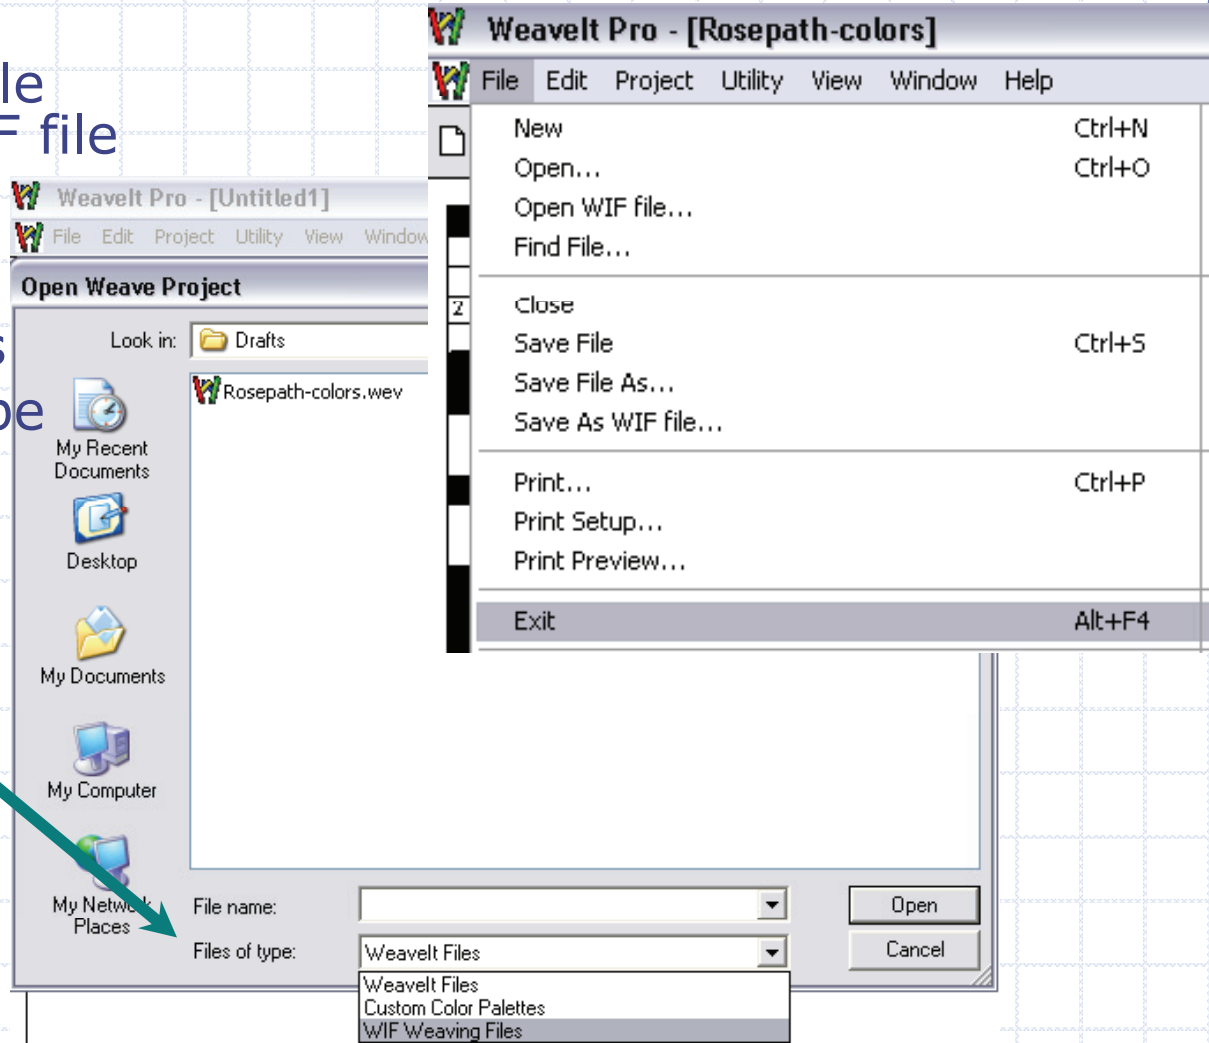 le
F file
s
pe
WeaveIt Pro - [Rosepath-colors]
File Edit Project Utility View Window Help
New Ctrl+N
Open... Ctrl+O
Open WIF file...
Find File...
Close
Save File Ctrl+S
Save File As...
Save As WIF file...
Print... Ctrl+P
Print Setup...
Print Preview...
Exit Alt+F4
2
WeaveIt Pro - [Untitled1]
File Edit Project Utility View Window
Open Weave Project
Look in: Drafts
Rosepath-colors.wev
My Recent
Documents
Desktop
My Documents
My Computer
My Network
Places
File name:
Open
Files of type: WeaveIt Files
Cancel
WeaveIt Files
Custom Color Palettes
WIF Weaving Files